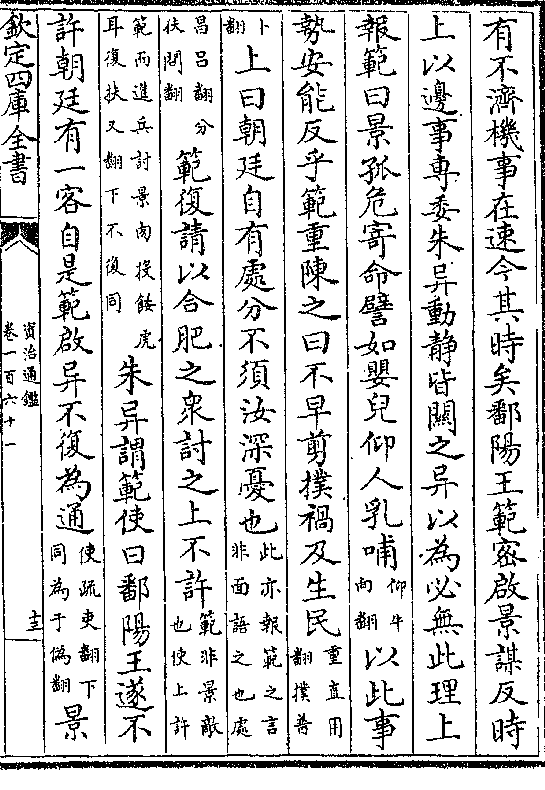 有不濟機事在速今其時矣鄱陽王範密啟景謀反時
上以邊事專委朱异動靜皆關之异以為必無此理上
報範曰景孤危寄命譬如嬰兒仰人乳哺仰牛向翻以此事
勢安能反乎範重陳之曰不早剪撲禍及生民重直用翻撲普
卜翻上曰朝廷自有處分不須汝深憂也此亦報範之言非面語之也處
昌呂翻分扶問翻範復請以合肥之衆討之上不許範非景敵也使上許
範而進兵討景肉投餧虎耳復扶又翻下不復同朱异謂範使曰鄱陽王遂不
許朝廷有一客自是範啟异不復為通使疏吏翻下同為于偽翻景
欽定四庫全書
資治通鑑
卷一百六十一
十三